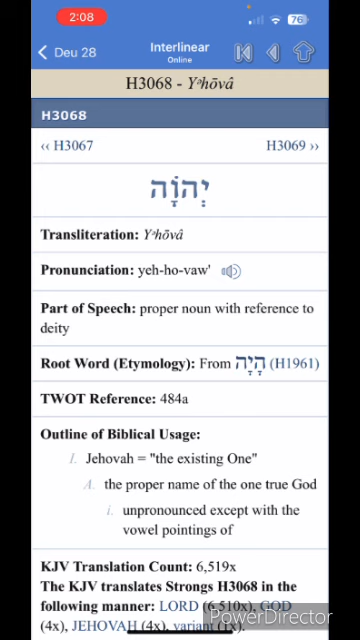 2:08
76
Deu 28
Interlinear
Online
H3068 - Yᵉhōvâ
H3068
‹‹ H3067
H3069 ››
יְהוָֹה
Transliteration: Yᵉhōvâ
Pronunciation: yeh-ho-vaw'
Part of Speech: proper noun with reference to
deity
Root Word (Etymology): From הָיָה (H1961)
TWOT Reference: 484a
Outline of Biblical Usage:
I. Jehovah = "the existing One"
A. the proper name of the one true God
i. unpronounced except with the
vowel pointings of
KJV Translation Count: 6,519x
The KJV translates Strongs H3068 in the
following manner: LORD (6,510x), GOD
(4x), JEHOVAH (4x), variant (1x).
PowerDirector